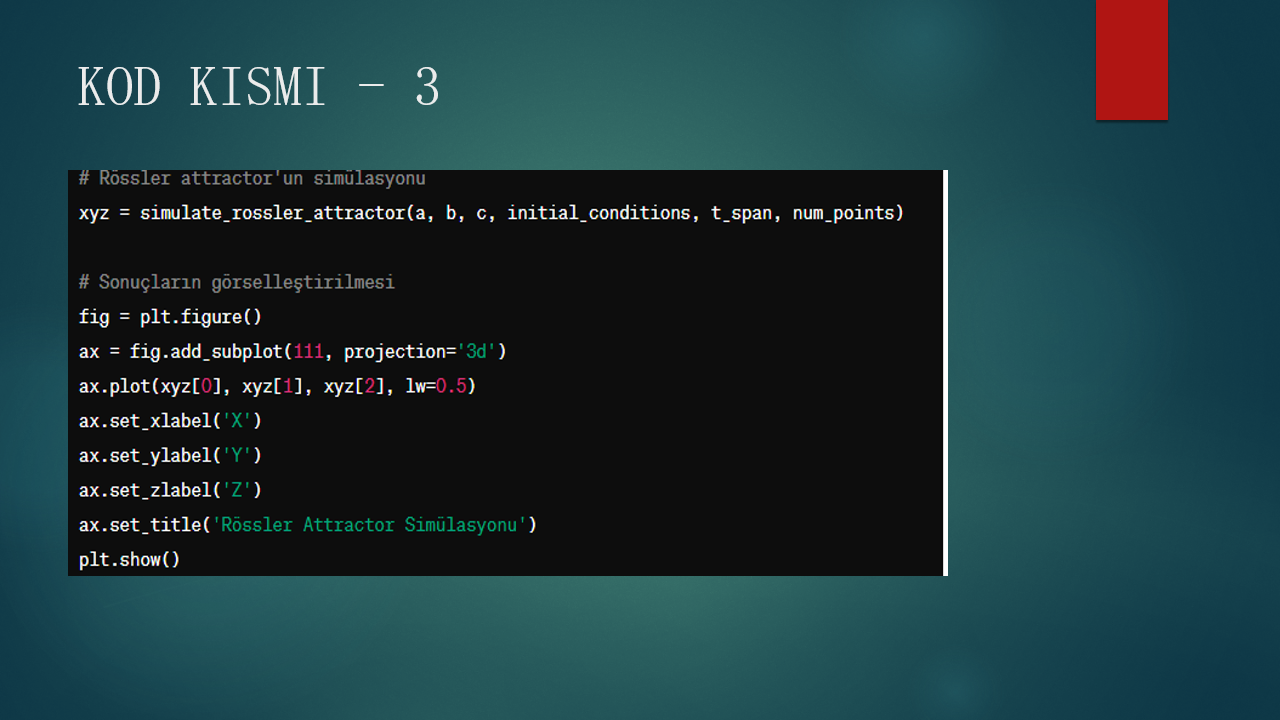 KOD KISMI - 3
# Rössler attractor'un simülasyonu
xyz = simulate_rossler_attractor(a, b, c, initial_conditions, t_span, num_points)
# Sonuçların görselleştirilmesi
fig = plt.figure()
ax = fig.add_subplot(111, projection='3d')
ax.plot(xyz[0], xyz[1], xyz[2], lw=0.5)
ax.set_xlabel('X')
ax.set_ylabel('Y')
ax.set_zlabel('Z')
ax.set_title('Rössler Attractor Simülasyonu')
plt.show()